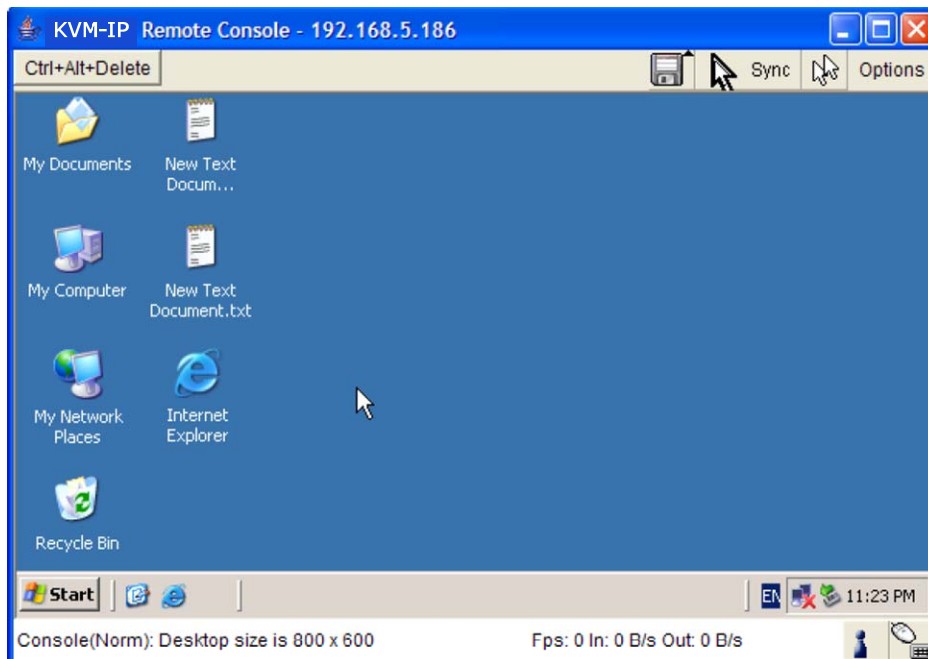 KVM-IP Remote Console - 192.168.5.186
Ctrl+Alt+Delete
Sync
Options
My Documents
New Text
Docum...
My Computer
New Text
Document.txt
My Network
Places
Internet
Explorer
Recycle Bin
Start
EN
11:23 PM
Console(Norm): Desktop size is 800 x 600
Fps: 0 In: 0 B/s Out: 0 B/s